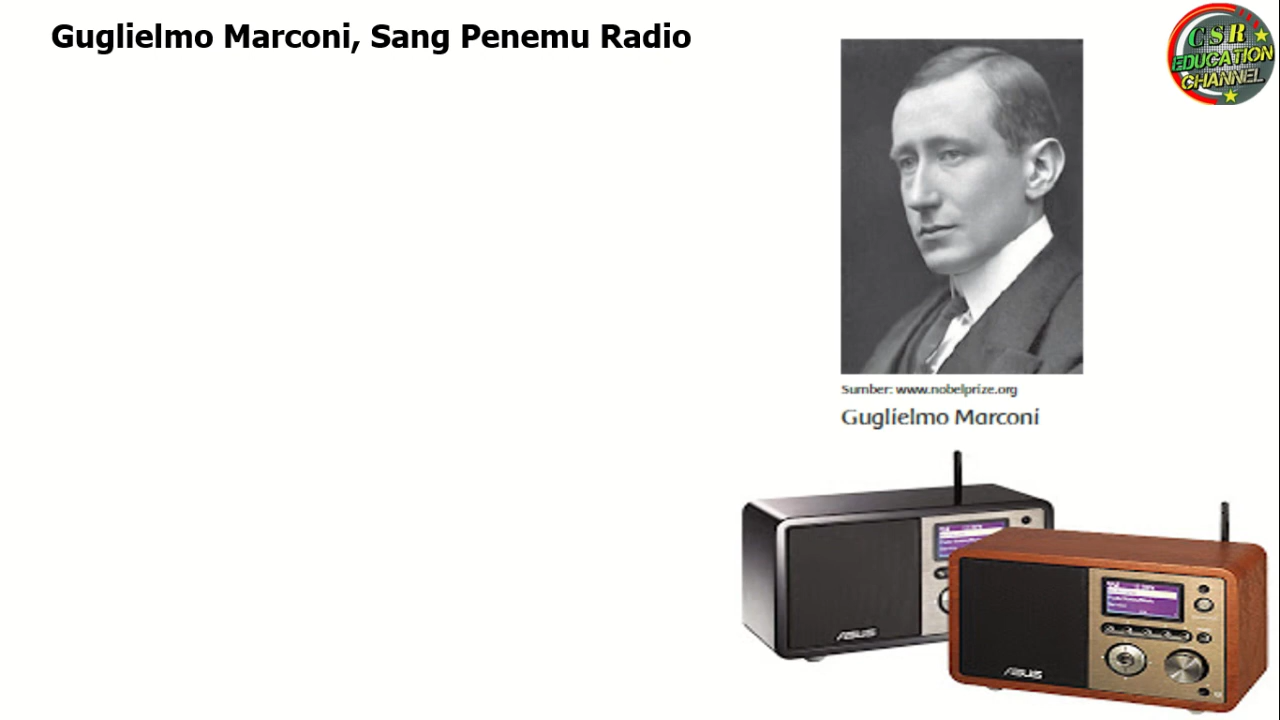 Guglielmo Marconi, Sang Penemu Radio
CSR
EDUCATION
CHANNEL
Sumber: www.nobelprize.org
Guglielmo Marconi
ASUS
ASUS